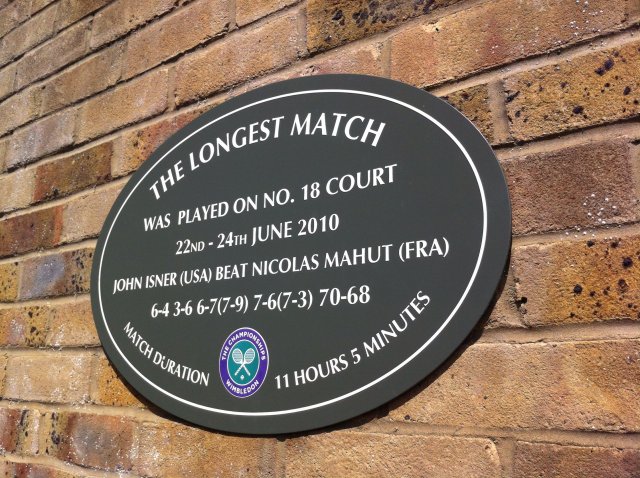 THE LONGEST MATCH
WAS PLAYED ON NO. 18 COURT
22ND - 24TH JUNE 2010
JOHN ISNER (USA) BEAT NICOLAS MAHUT (FRA)
6-4 3-6 6-7(7-9) 7-6(7-3) 70-68
MATCH DURATION
THE CHAMPIONSHIPS
WIMBLEDON
11 HOURS 5 MINUTES